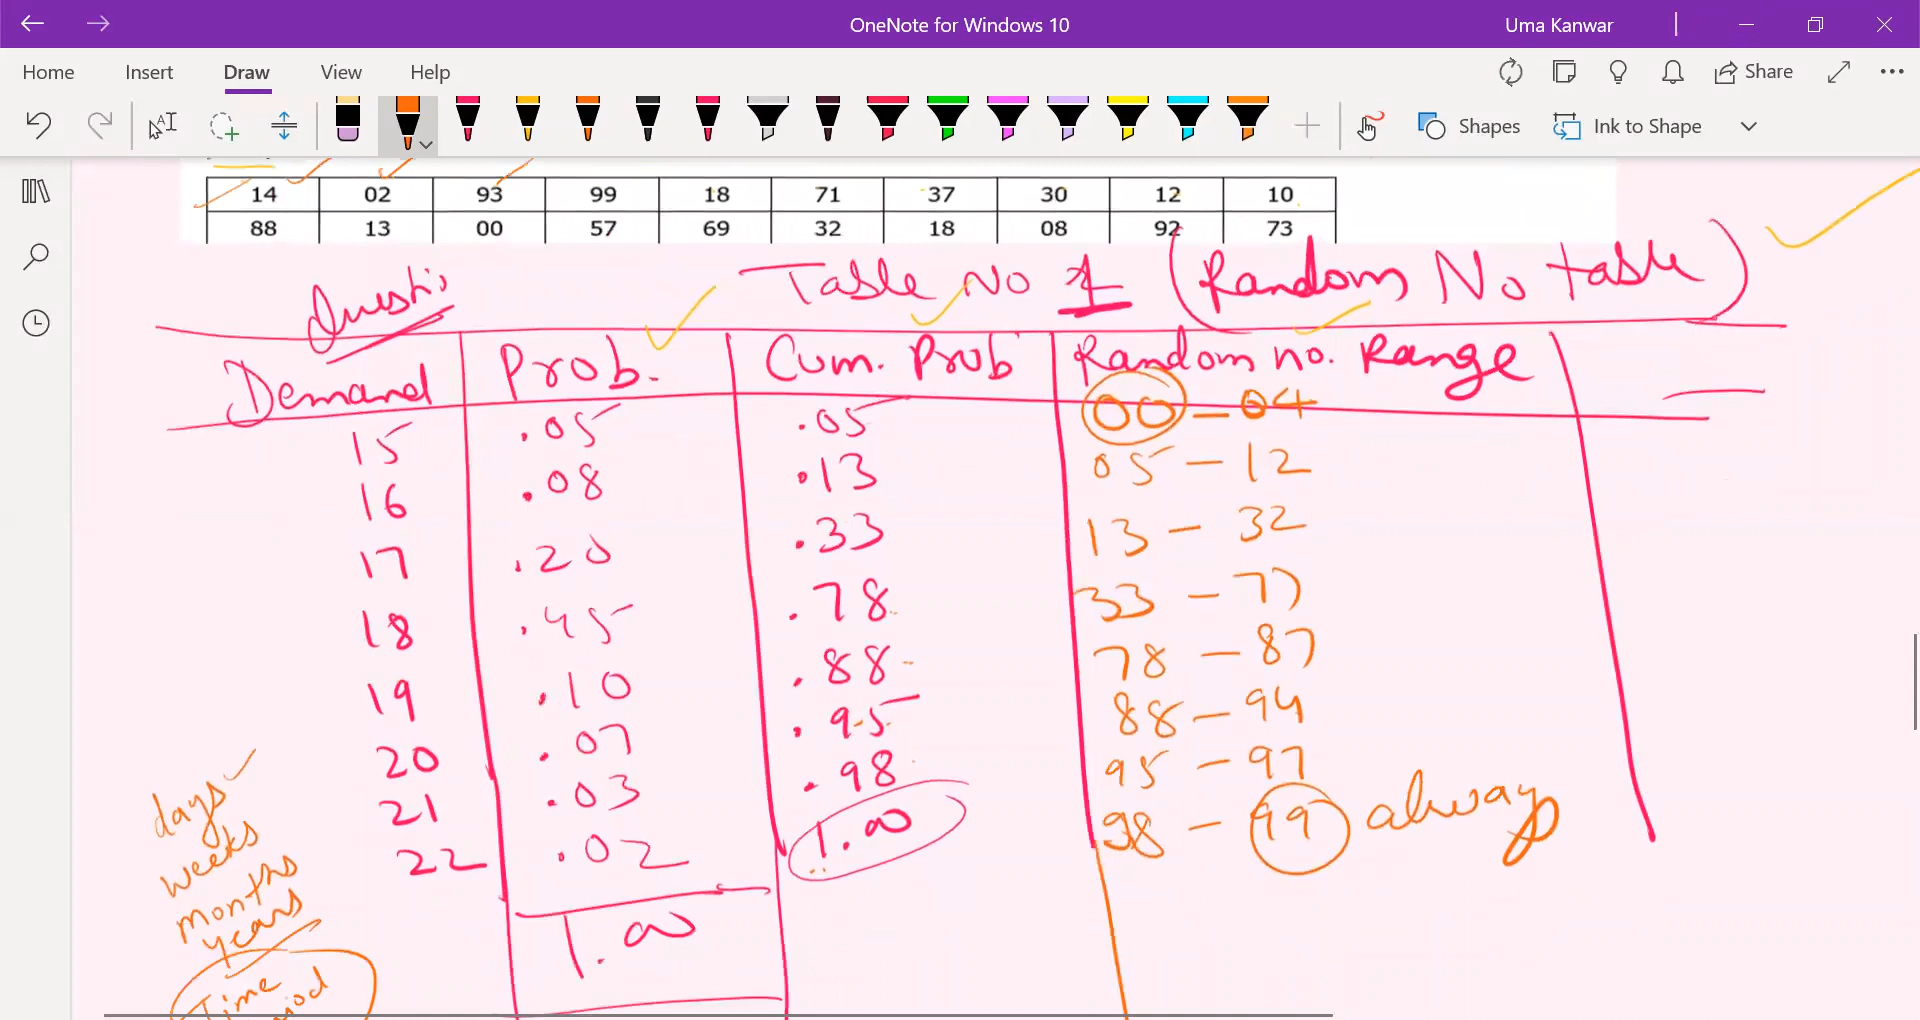 OneNote for Windows 10
Uma Kanwar
Home Insert Draw View Help
Share
Shapes Ink to Shape
14 02 93 99 18 71 37 30 12 10
88 13 00 57 69 32 18 08 92 73
Table No 1 (Random No table)
Demand Prob. Cum. Prob Random no. Range
15 .05 .05 00 - 04
16 .08 .13 05 - 12
17 .20 .33 13 - 32
18 .45 .78 33 - 77
19 .10 .88 78 - 87
20 .07 .95 88 - 94
21 .03 .98 95 - 97
22 .02 1.00 98 - 99 always
1.00
days
weeks
months
years
Time